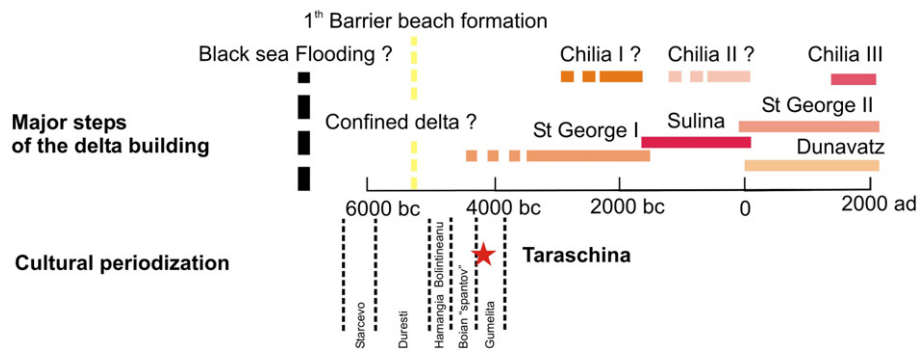 1th Barrier beach formation
Black sea Flooding ?
Chilia I ?
Chilia II ?
Chilia III
Major steps
of the delta building
Confined delta ?
St George I
Sulina
St George II
Dunavatz
6000 bc
4000 bc
2000 bc
0
2000 ad
Cultural periodization
Taraschina
Starcevo
Duresti
Hamangia Bolintineanu
Boian "spantov"
Gumelita